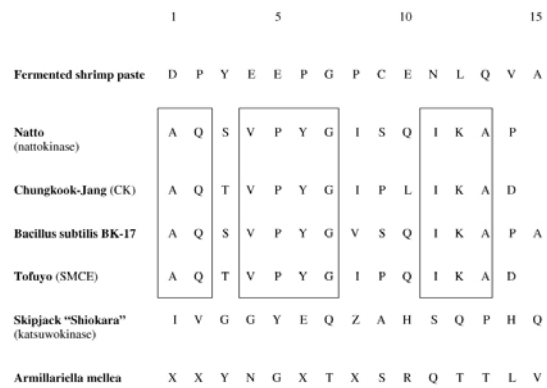 1 5 10 15
Fermented shrimp paste D P Y E E P G P C E N L Q V A
Natto A Q S V P Y G I S Q I K A P
(nattokinase)
Chungkook-Jang (CK) A Q T V P Y G I P L I K A D
Bacillus subtilis BK-17 A Q S V P Y G V S Q I K A P A
Tofuyo (SMCE) A Q T V P Y G I P Q I K A D
Skipjack "Shiokara" I V G G Y E Q Z A H S Q P H Q
(katsuwokinase)
Armillariella mellea X X Y N G X T X S R Q T T L V